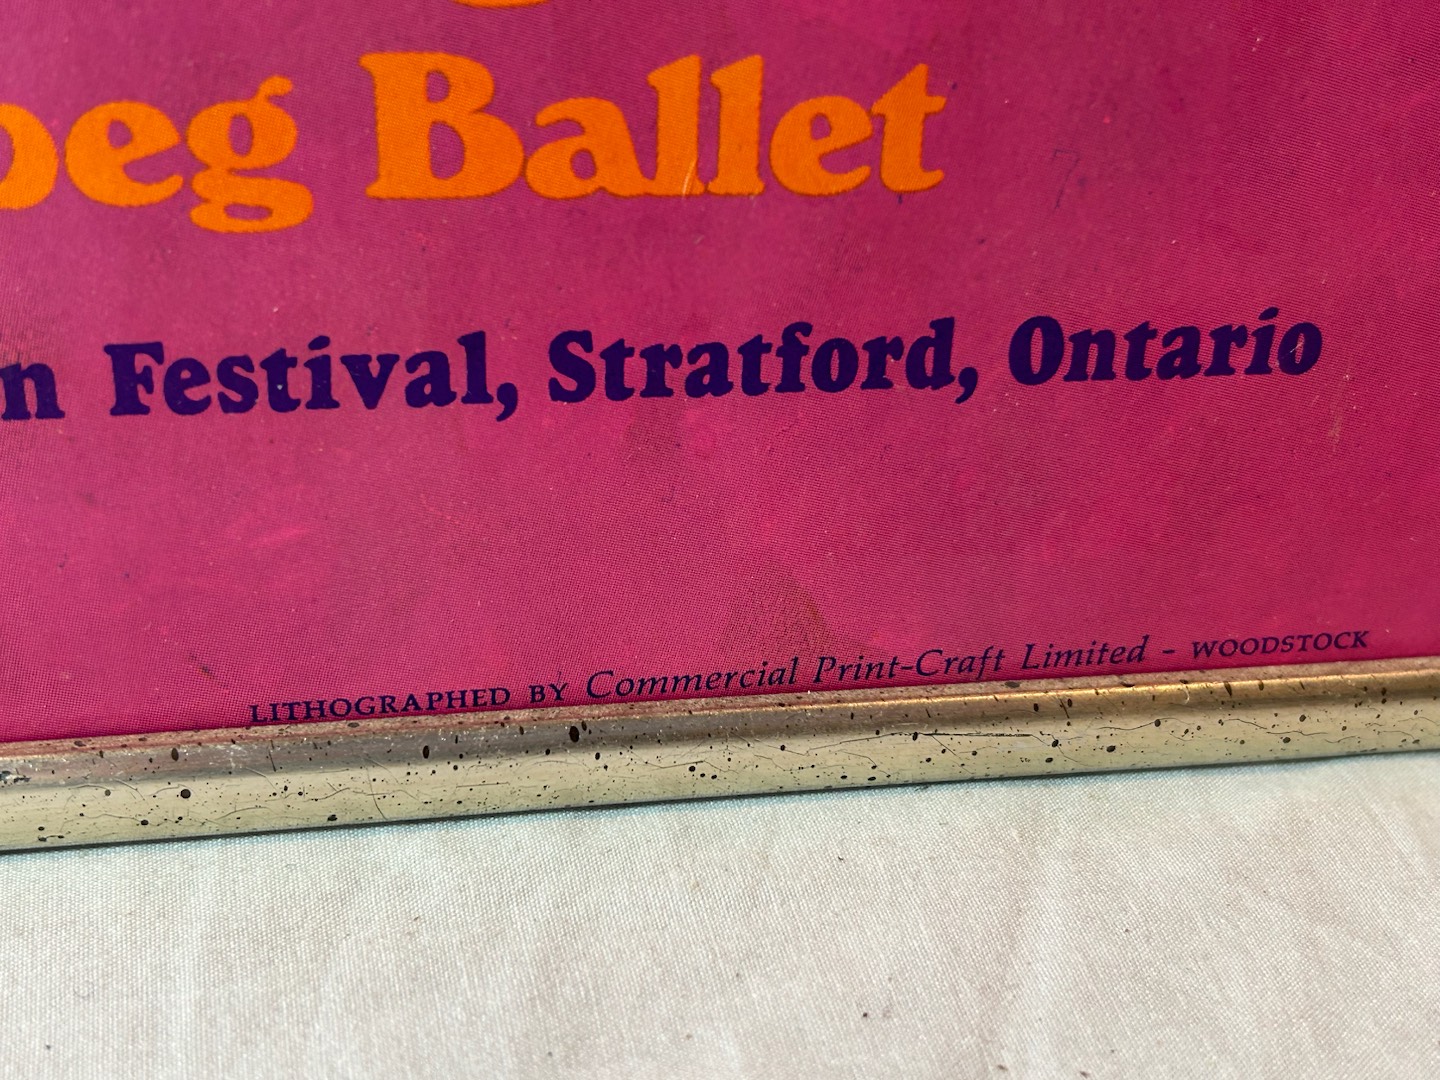 peg Ballet
n Festival, Stratford, Ontario
LITHOGRAPHED BY Commercial Print-Craft Limited - WOODSTOCK